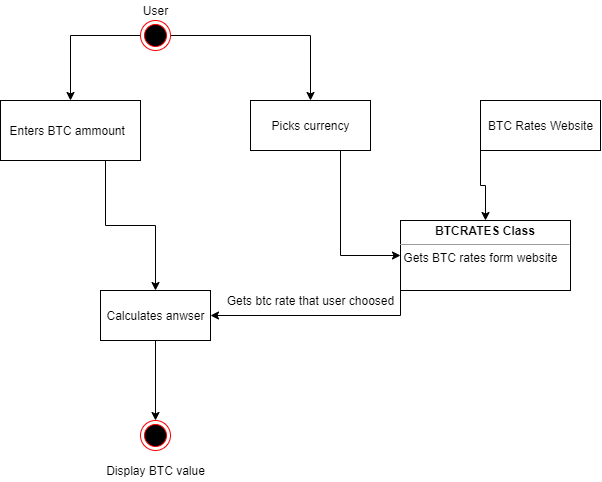 User
Enters BTC ammount
Picks currency
BTC Rates Website
BTCRATES Class
Gets BTC rates form website
Gets btc rate that user choosed
Calculates anwser
Display BTC value